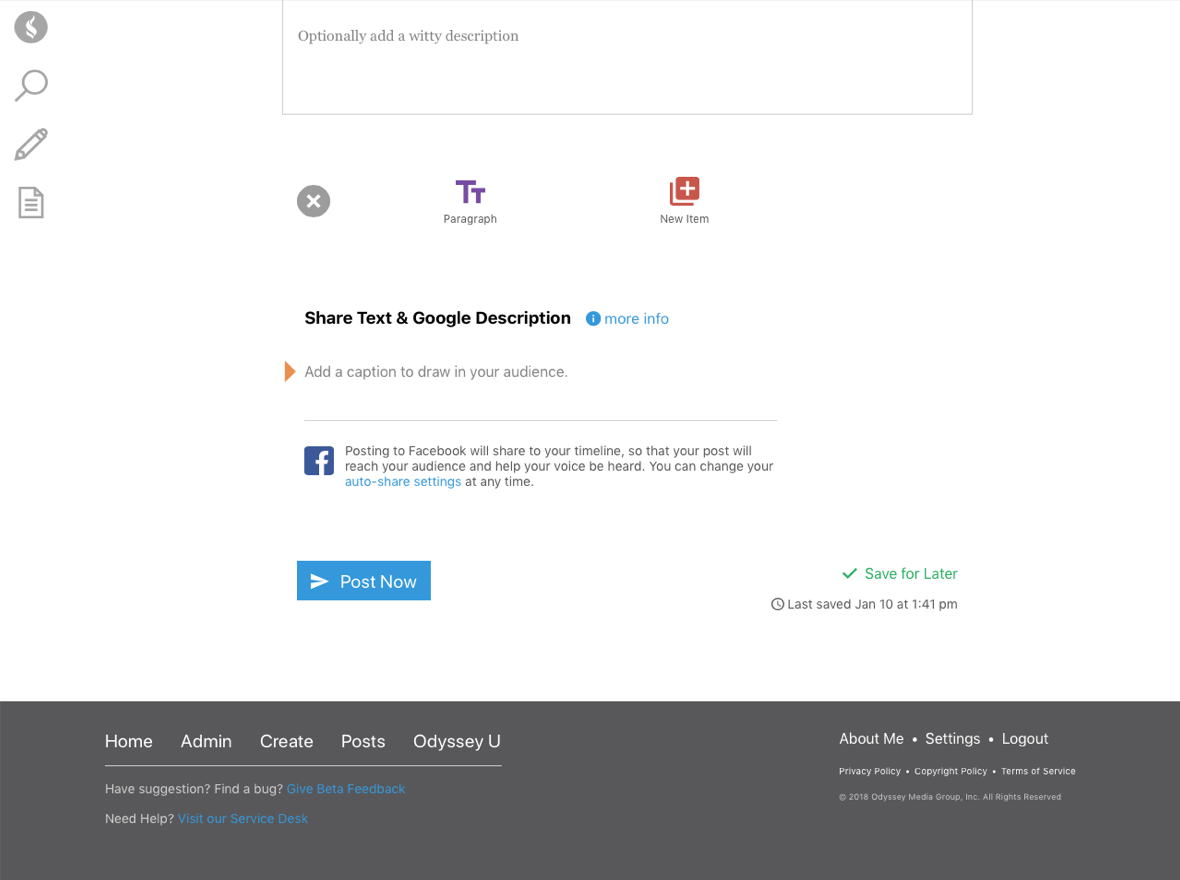 Optionally add a witty description
Paragraph
New Item
Share Text & Google Description more info
Add a caption to draw in your audience.
Posting to Facebook will share to your timeline, so that your post will
reach your audience and help your voice be heard. You can change your
auto-share settings at any time.
Post Now
Save for Later
Last saved Jan 10 at 1:41 pm
Home Admin Create Posts Odyssey U
Have suggestion? Find a bug? Give Beta Feedback
Need Help? Visit our Service Desk
About Me • Settings • Logout
Privacy Policy • Copyright Policy • Terms of Service
© 2018 Odyssey Media Group, Inc. All Rights Reserved